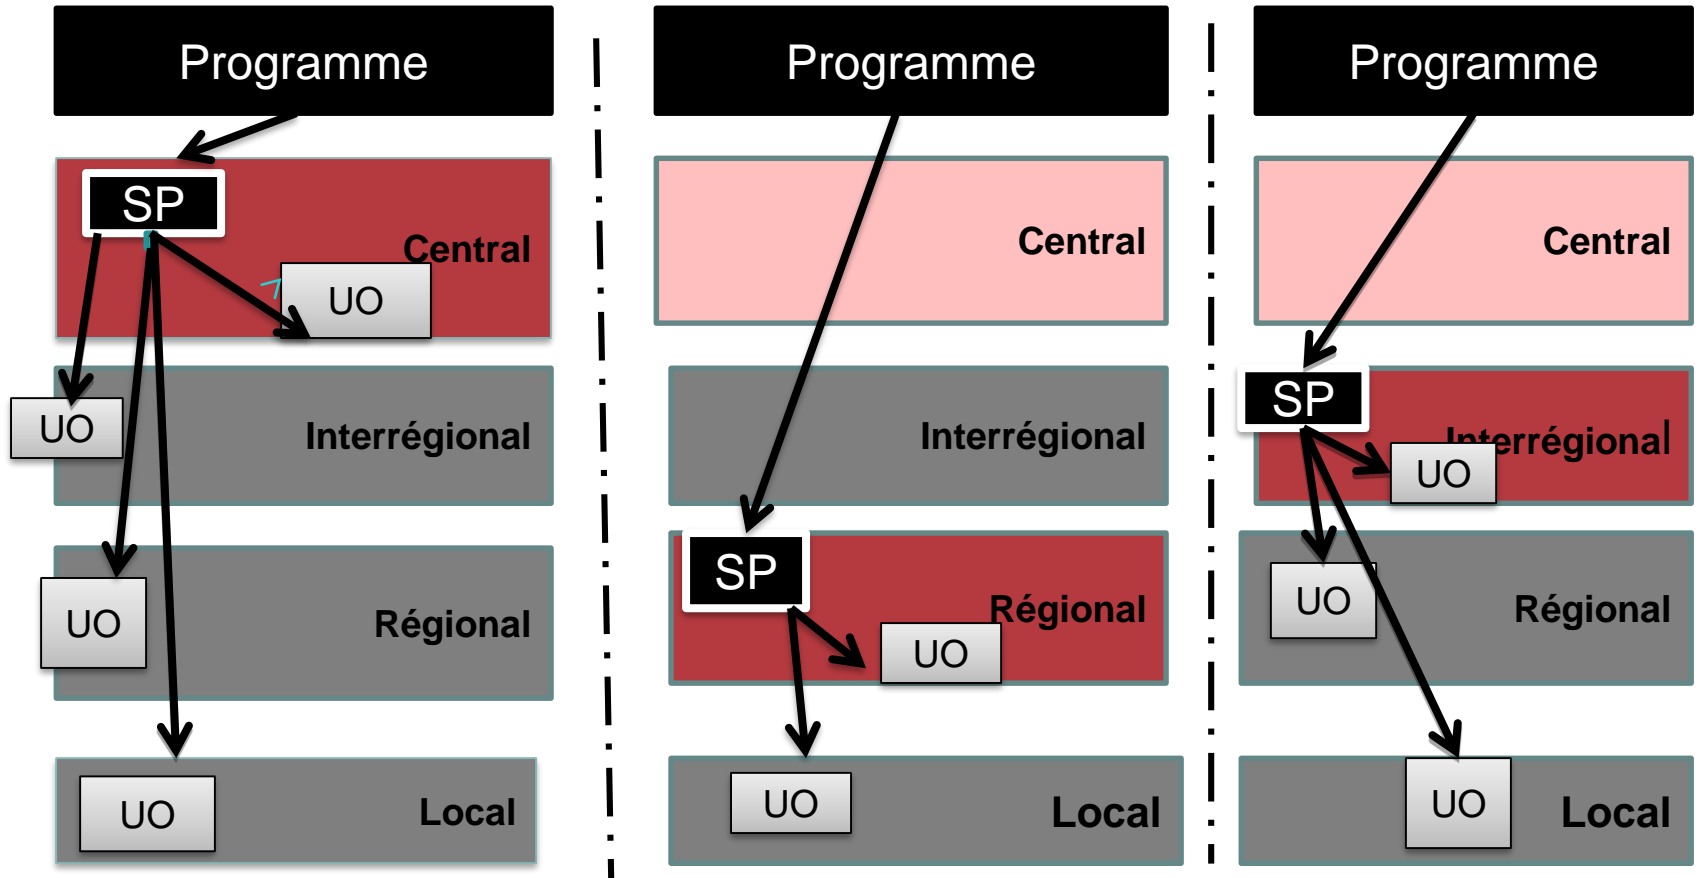 Programme
SP
Central
UO
UO
Interrégional
UO
Régional
UO
Local
Programme
Central
Interrégional
SP
Régional
UO
UO
Local
Programme
Central
SP
Interrégional
UO
UO
Régional
UO
Local